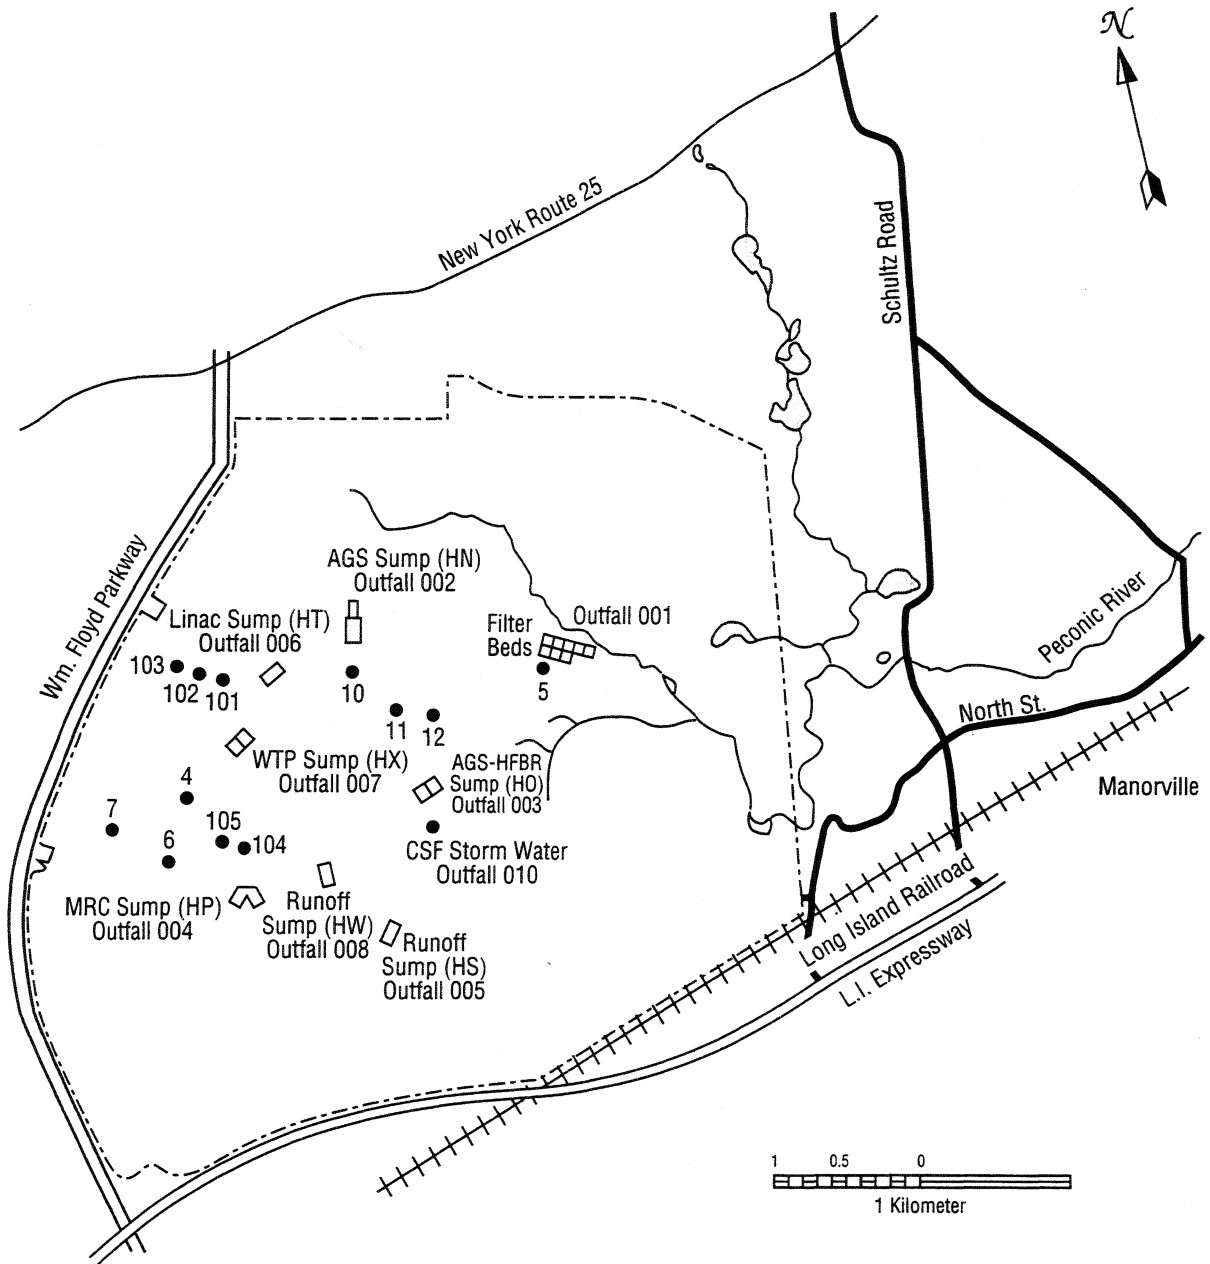 N
New York Route 25
Schultz Road
Wm. Floyd Parkway
AGS Sump (HN)
Outfall 002
Linac Sump (HT)
Outfall 006
Filter
Beds
Outfall 001
Peconic River
103
102
101
10
5
11
12
North St.
WTP Sump (HX)
Outfall 007
AGS-HFBR
Sump (HO)
Outfall 003
Manorville
4
7
105
6
104
CSF Storm Water
Outfall 010
MRC Sump (HP)
Outfall 004
Runoff
Sump (HW)
Outfall 008
Runoff
Sump (HS)
Outfall 005
Long Island Railroad
L.I. Expressway
1 0.5 0
1 Kilometer